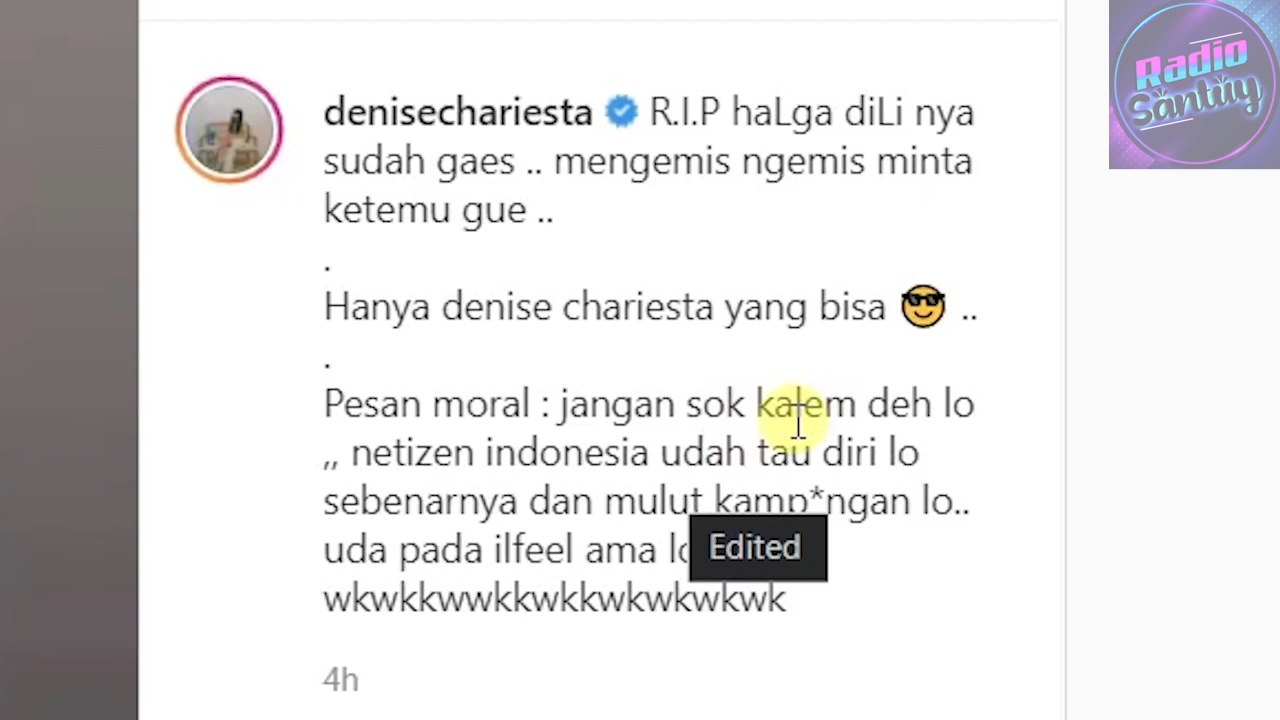 Radio
Santuy
denisechariesta R.I.P haLga diLi nya
sudah gaes .. mengemis ngemis minta
ketemu gue ..
.
Hanya denise chariesta yang bisa 😎 ..
.
Pesan moral : jangan sok kalem deh lo
,, netizen indonesia udah tau diri lo
sebenarnya dan mulut kamp*ngan lo..
uda pada ilfeel ama
Edited
wkwkkwwkkwkkwkwkwkwk
4h